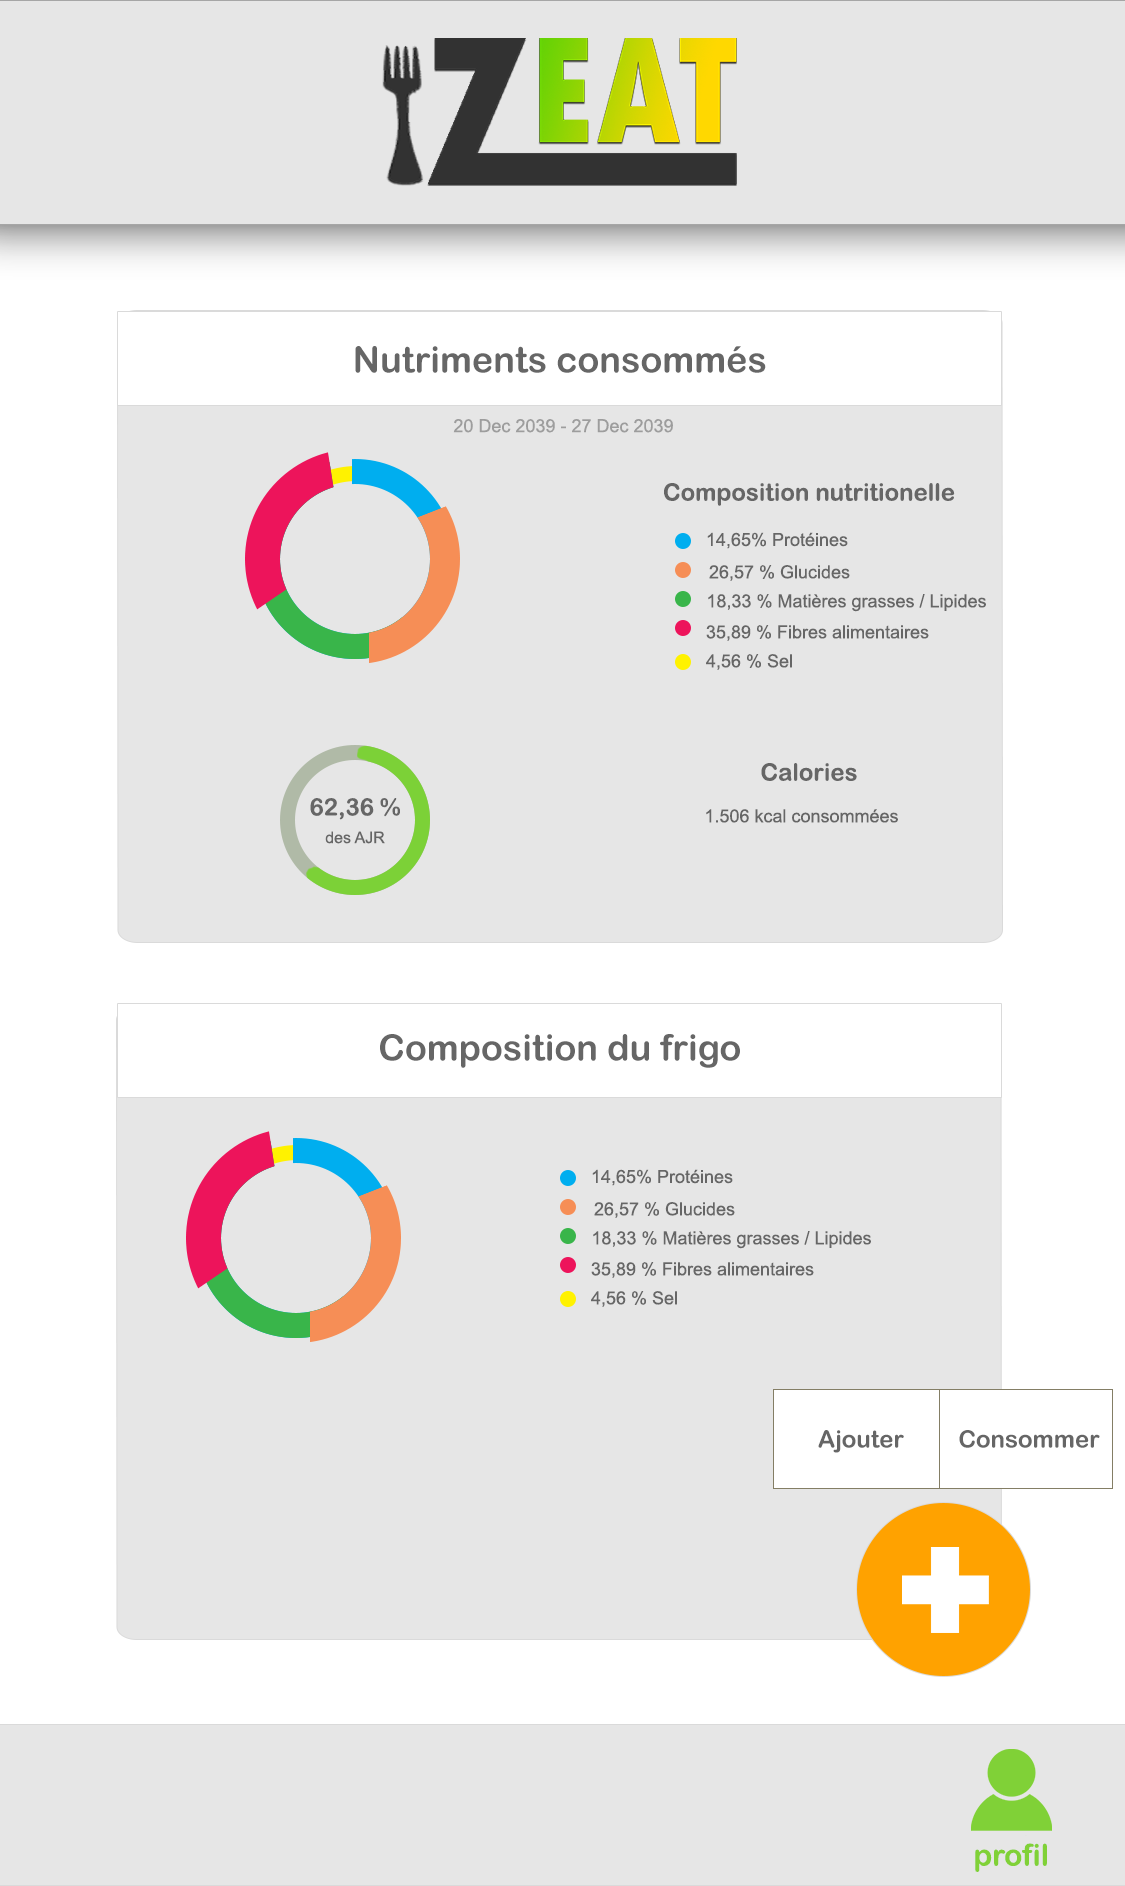 ZEAT
Nutriments consommés
20 Dec 2039 - 27 Dec 2039
Composition nutritionelle
14,65% Protéines
26,57 % Glucides
18,33 % Matières grasses / Lipides
35,89 % Fibres alimentaires
4,56 % Sel
62,36 %
des AJR
Calories
1.506 kcal consommées
Composition du frigo
14,65% Protéines
26,57 % Glucides
18,33 % Matières grasses / Lipides
35,89 % Fibres alimentaires
4,56 % Sel
Ajouter
Consommer
profil